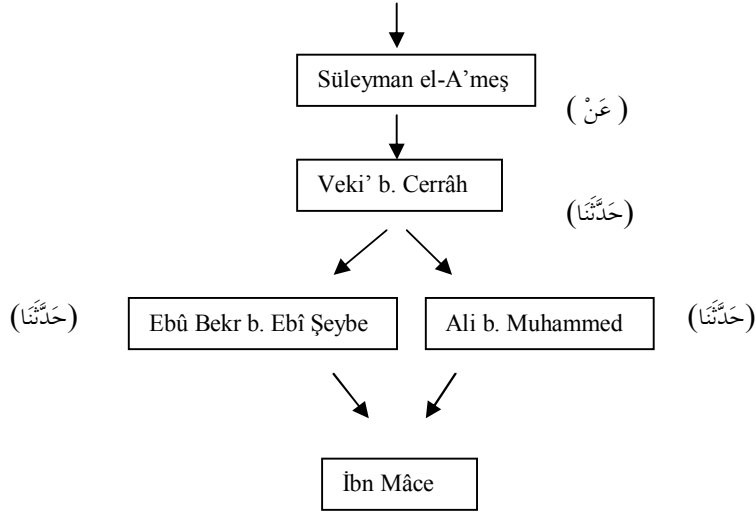 Süleyman el-A’meş
( عَنْ )
Veki’ b. Cerrâh
(حَدَّثَنَا)
(حَدَّثَنَا) Ebû Bekr b. Ebî Şeybe Ali b. Muhammed (حَدَّثَنَا)
İbn Mâce